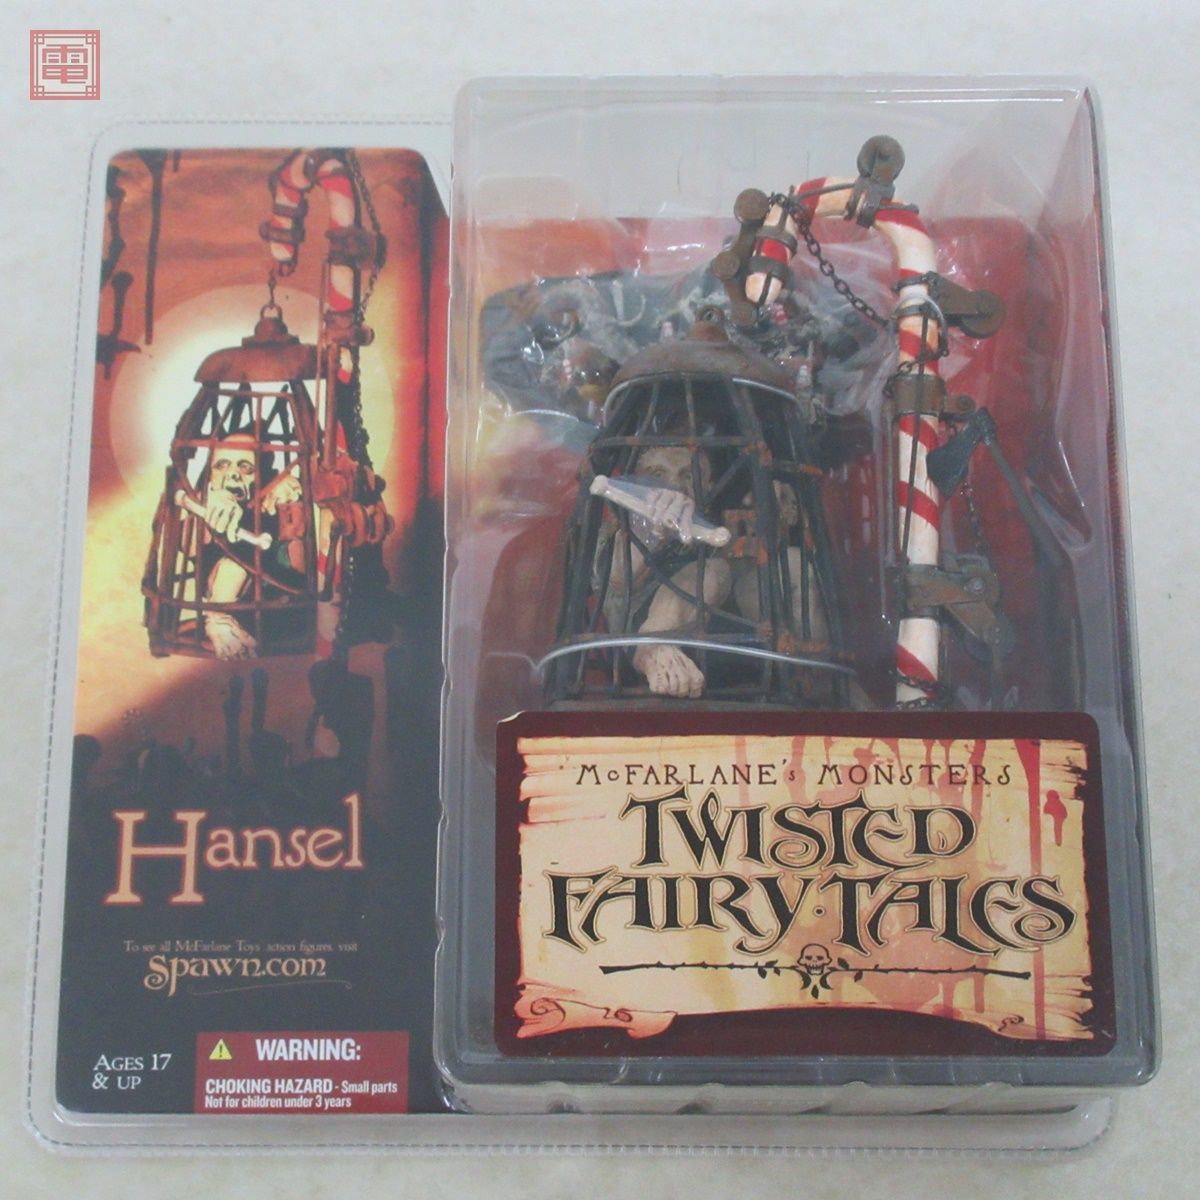 電
McFARLANE's MONSTERS
TWISTED
FAIRY·TALES
Hansel
To see all McFarlane Toys action figures, visit
Spawn.com
AGES 17
& UP
WARNING:
CHOKING HAZARD - Small parts
Not for children under 3 years